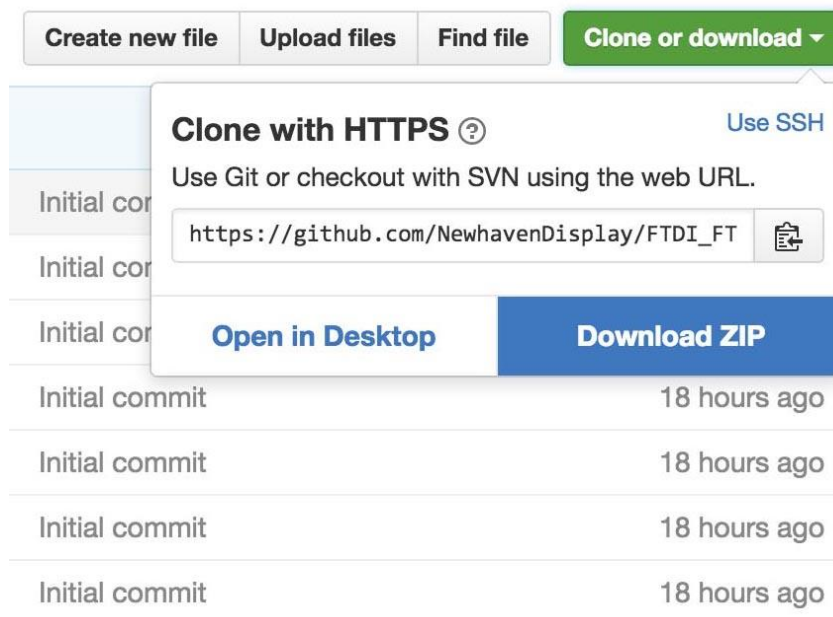 Create new file Upload files Find file Clone or download
Clone with HTTPS Use SSH
Use Git or checkout with SVN using the web URL.
https://github.com/NewhavenDisplay/FTDI_FT
Open in Desktop Download ZIP
Initial cor
Initial cor
Initial cor
Initial commit 18 hours ago
Initial commit 18 hours ago
Initial commit 18 hours ago
Initial commit 18 hours ago